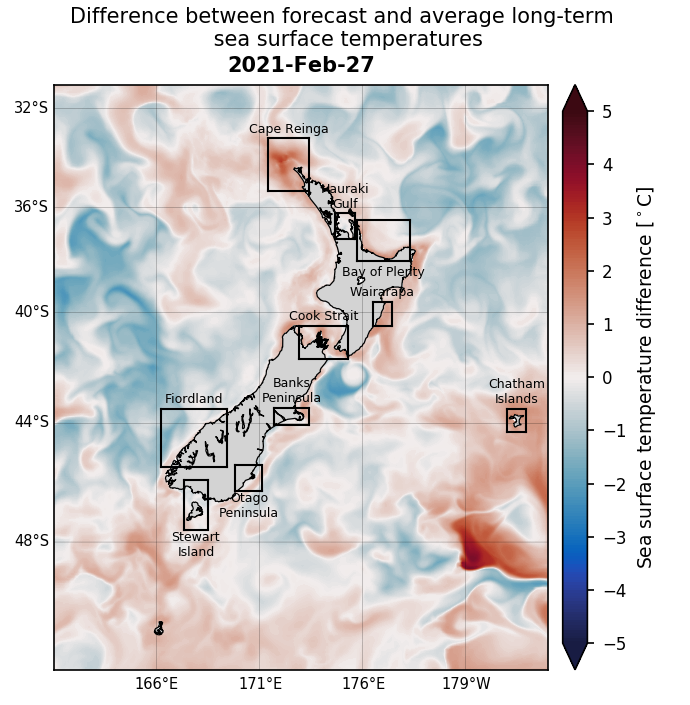 Difference between forecast and average long-term
sea surface temperatures
2021-Feb-27
32°S
36°S
40°S
44°S
48°S
166°E
171°E
176°E
179°W
Cape Reinga
Hauraki
Gulf
Bay of Plenty
Wairarapa
Cook Strait
Banks
Peninsula
Fiordland
Chatham
Islands
Otago
Peninsula
Stewart
Island
5
4
3
2
1
0
−1
−2
−3
−4
−5
Sea surface temperature difference [°C]